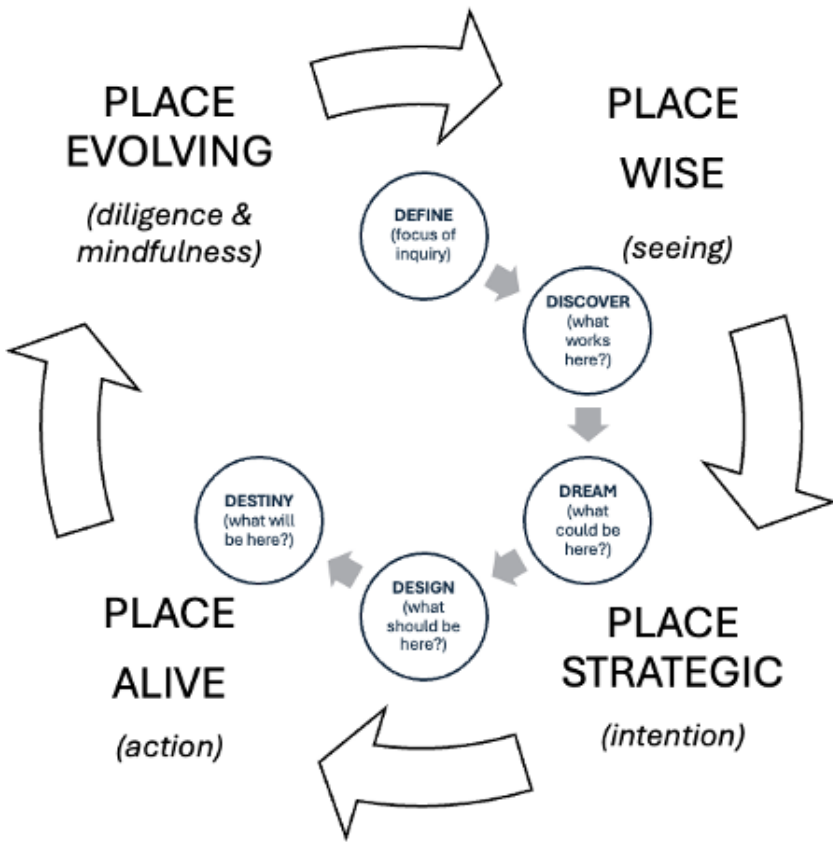 PLACE
EVOLVING
(diligence &
mindfulness)
PLACE
WISE
(seeing)
DEFINE
(focus of
inquiry)
DISCOVER
(what
works
here?)
DREAM
(what
could be
here?)
DESIGN
(what
should be
here?)
DESTINY
(what will
be here?)
PLACE
STRATEGIC
(intention)
PLACE
ALIVE
(action)